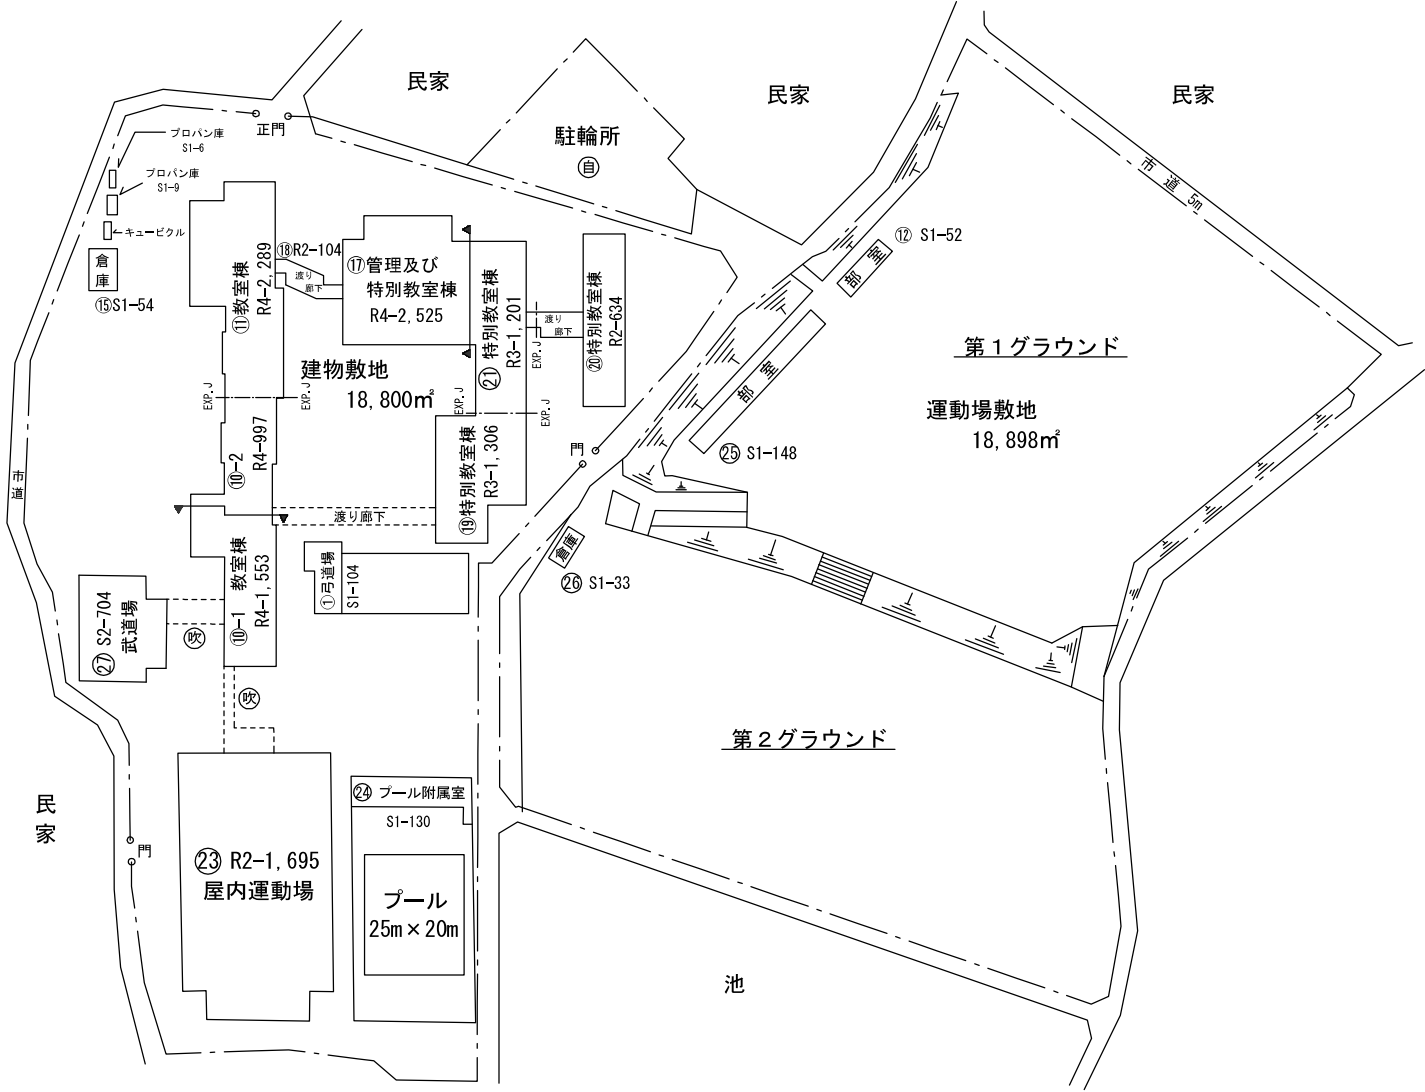 民家
民家
民家
駐輪所
自
正門
プロパン庫
S1-6
プロパン庫
S1-9
キュービクル
倉庫
⑮S1-54
市道 5m
⑪教室棟
R4-2,289
⑱R2-104
渡り
廊下
⑰管理及び
特別教室棟
R4-2,525
㉑ 特別教室棟
R3-1,201
渡り
廊下
EXP.J
⑳特別教室棟
R2-634
⑫ S1-52
部室
部室
㉕ S1-148
第1グラウンド
運動場敷地
18,898㎡
建物敷地
18,800㎡
EXP.J
EXP.J
EXP.J
EXP.J
⑩-2
R4-997
⑲特別教室棟
R3-1,306
門
市道
渡り廊下
倉庫
㉖ S1-33
⑩-1 教室棟
R4-1,553
①弓道場
S1-104
㉗ S2-704
武道場
吹
吹
第2グラウンド
民家
門
㉓ R2-1,695
屋内運動場
㉔ プール附属室
S1-130
プール
25m×20m
池